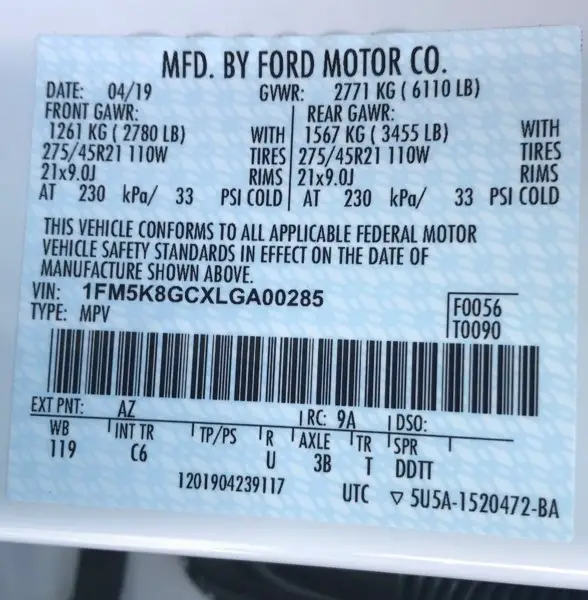 MFD. BY FORD MOTOR CO.
DATE: 04/19 GVWR: 2771 KG ( 6110 LB)
FRONT GAWR: REAR GAWR:
1261 KG ( 2780 LB) WITH 1567 KG ( 3455 LB) WITH
275/45R21 110W TIRES 275/45R21 110W TIRES
21x9.0J RIMS 21x9.0J RIMS
AT 230 kPa/ 33 PSI COLD AT 230 kPa/ 33 PSI COLD
THIS VEHICLE CONFORMS TO ALL APPLICABLE FEDERAL MOTOR
VEHICLE SAFETY STANDARDS IN EFFECT ON THE DATE OF
MANUFACTURE SHOWN ABOVE.
VIN: 1FM5K8GCXLGA00285 F0056
TYPE: MPV T0090
EXT PNT: AZ RC: 9A DSO:
WB INT TR TP/PS R AXLE TR SPR
119 C6 U 3B T DDTT
1201904239117 UTC ▽ 5U5A-1520472-BA